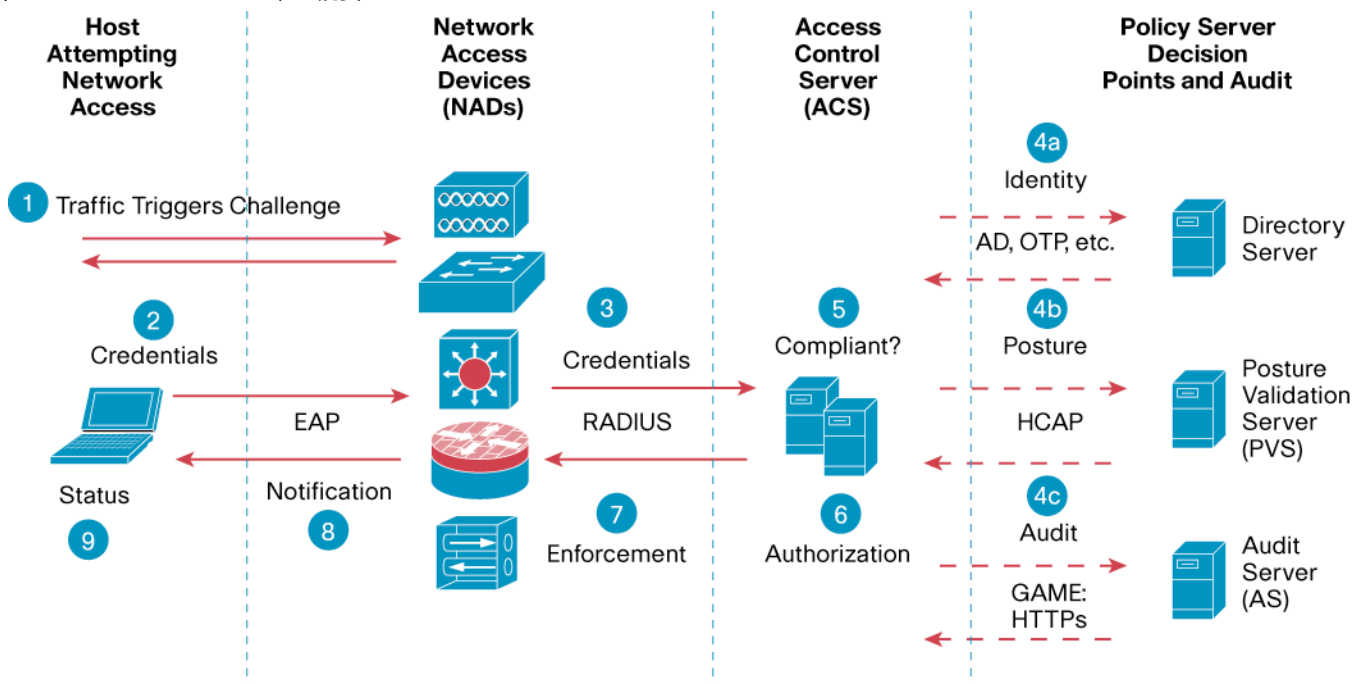 Host
Attempting
Network
Access
Network
Access
Devices
(NADs)
Access
Control
Server
(ACS)
Policy Server
Decision
Points and Audit
1
Traffic Triggers Challenge
2
Credentials
EAP
Notification
8
Status
9
3
Credentials
RADIUS
7
Enforcement
5
Compliant?
6
Authorization
4a
Identity
AD, OTP, etc.
Directory
Server
4b
Posture
HCAP
Posture
Validation
Server
(PVS)
4c
Audit
GAME:
HTTPs
Audit
Server
(AS)